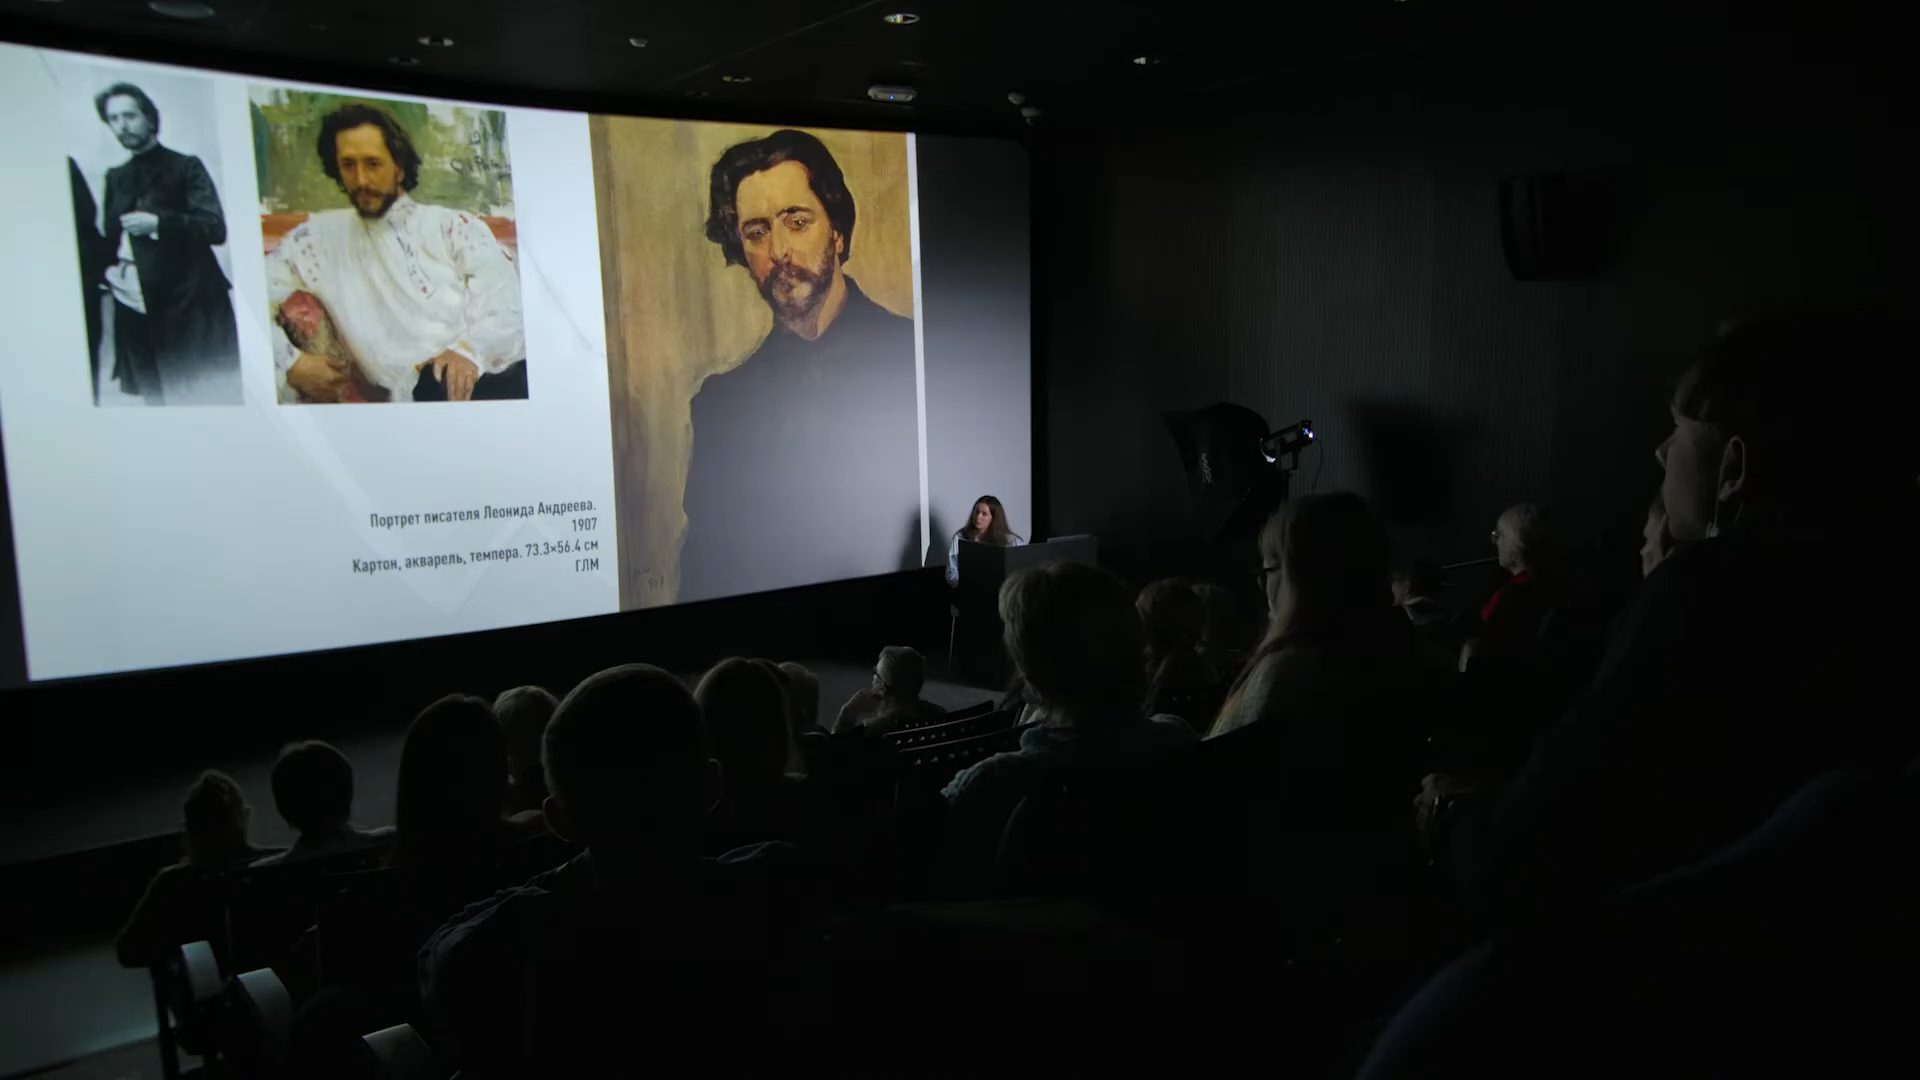 Портрет писателя Леонида Андреева.
1907
Картон, акварель, темпера. 73.3×56.4 см
ГЛМ